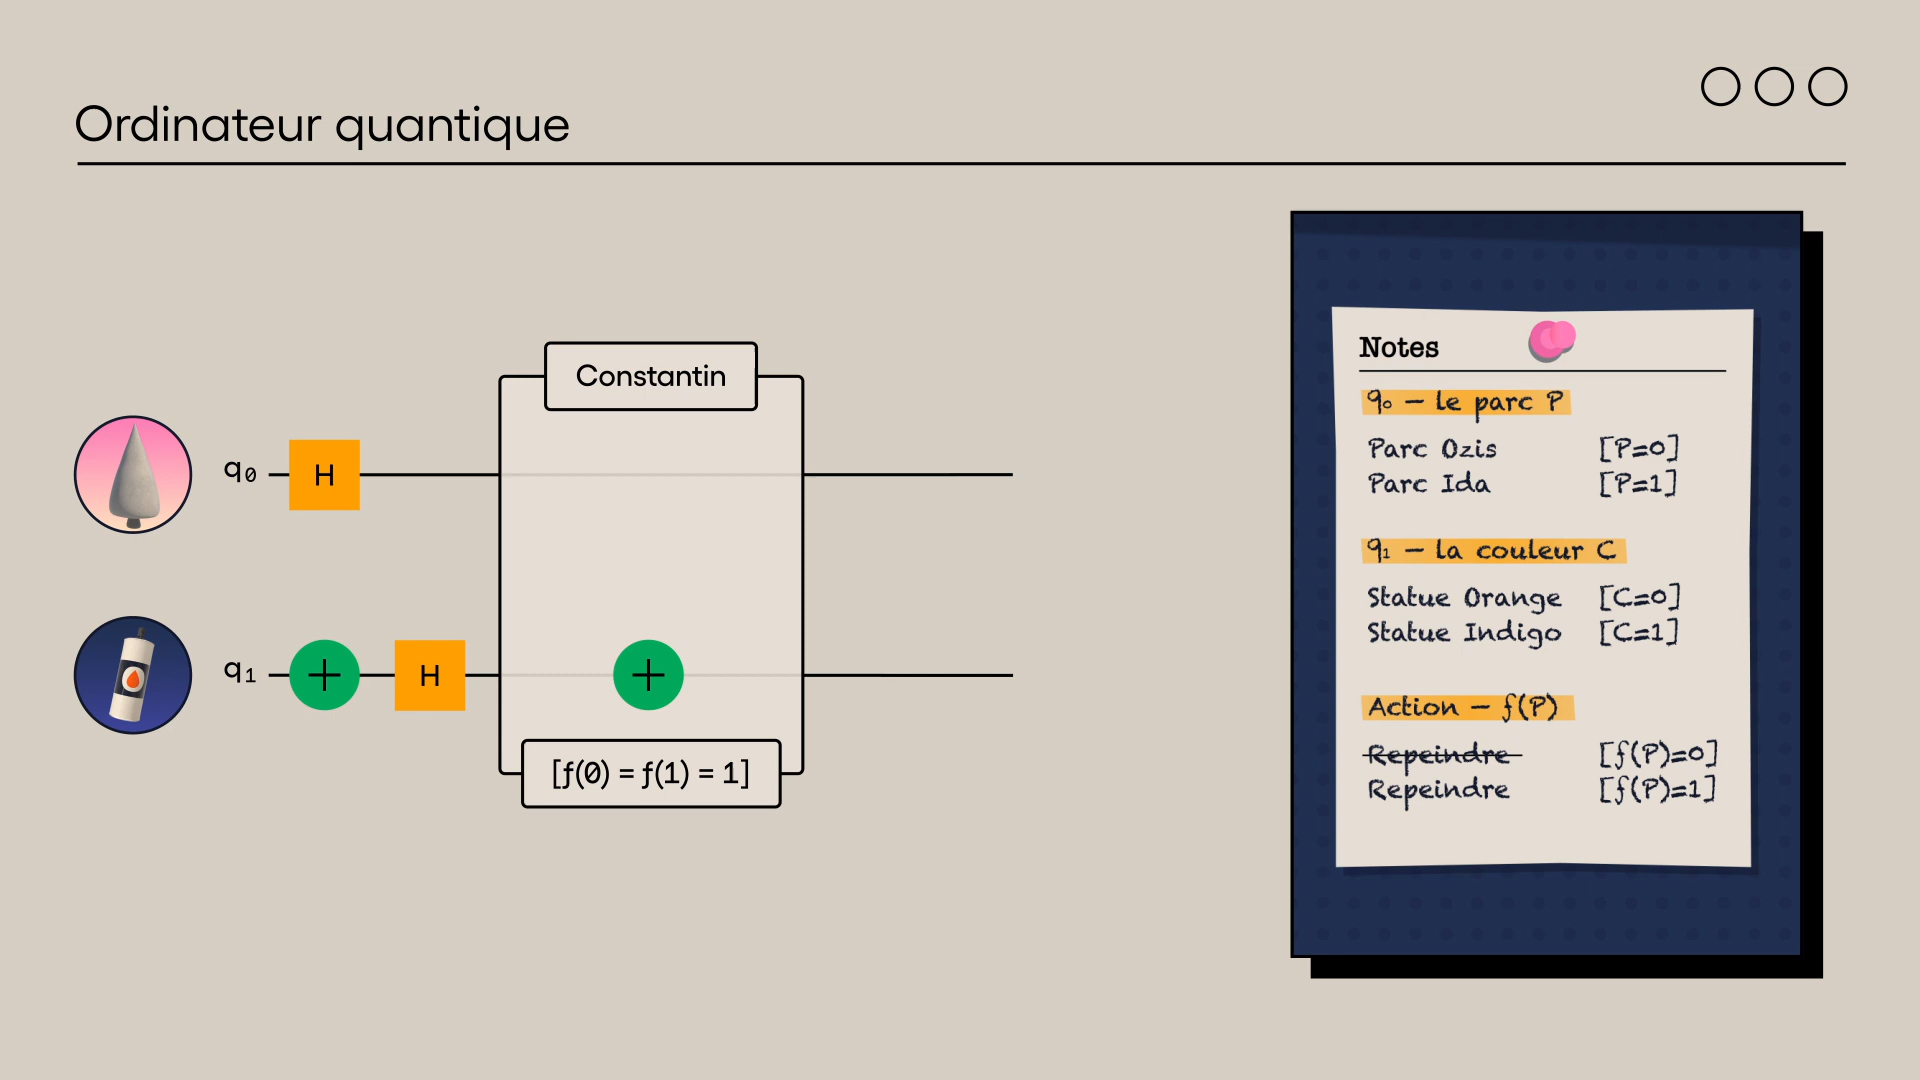 Ordinateur quantique
Constantin
q0
H
q1
H
[f(0) = f(1) = 1]
Notes
q0 – le parc P
Parc Ozis [P=0]
Parc Ida [P=1]
q1 – la couleur C
Statue Orange [C=0]
Statue Indigo [C=1]
Action – f(P)
Repeindre [f(P)=0]
Repeindre [f(P)=1]